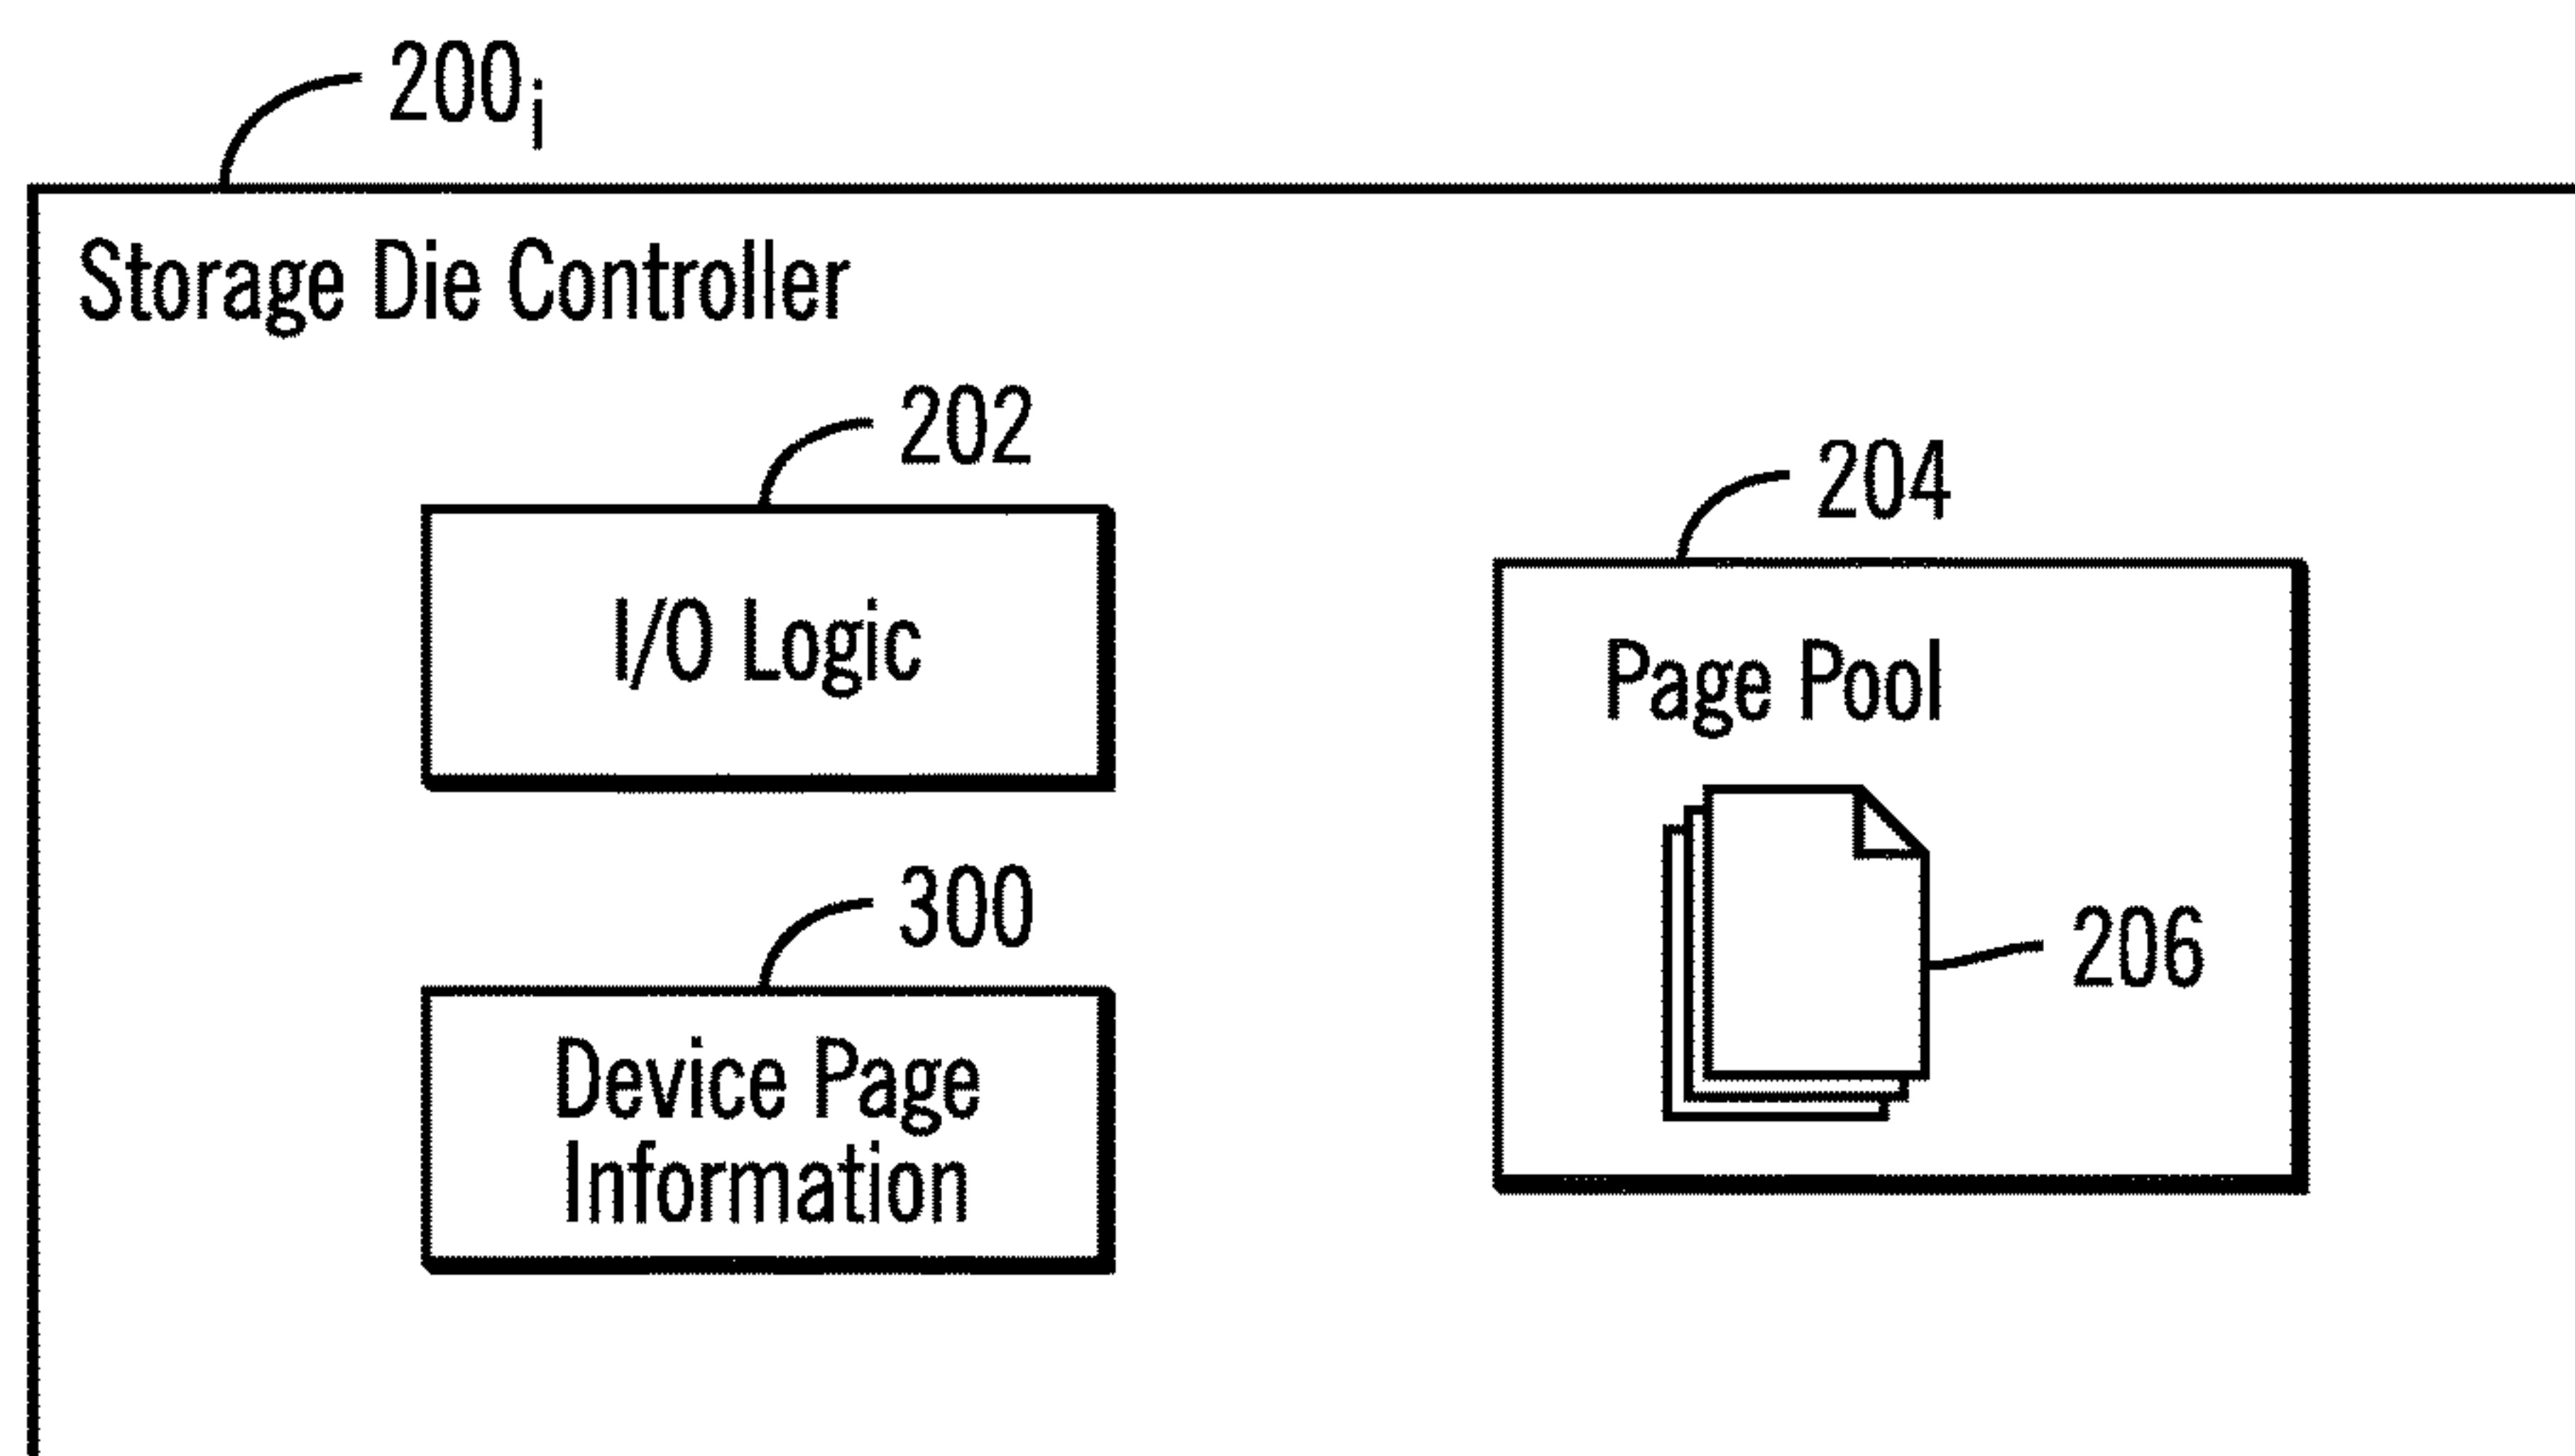 200i
Storage Die Controller
202
I/O Logic
204
Page Pool
300
206
Device Page
Information